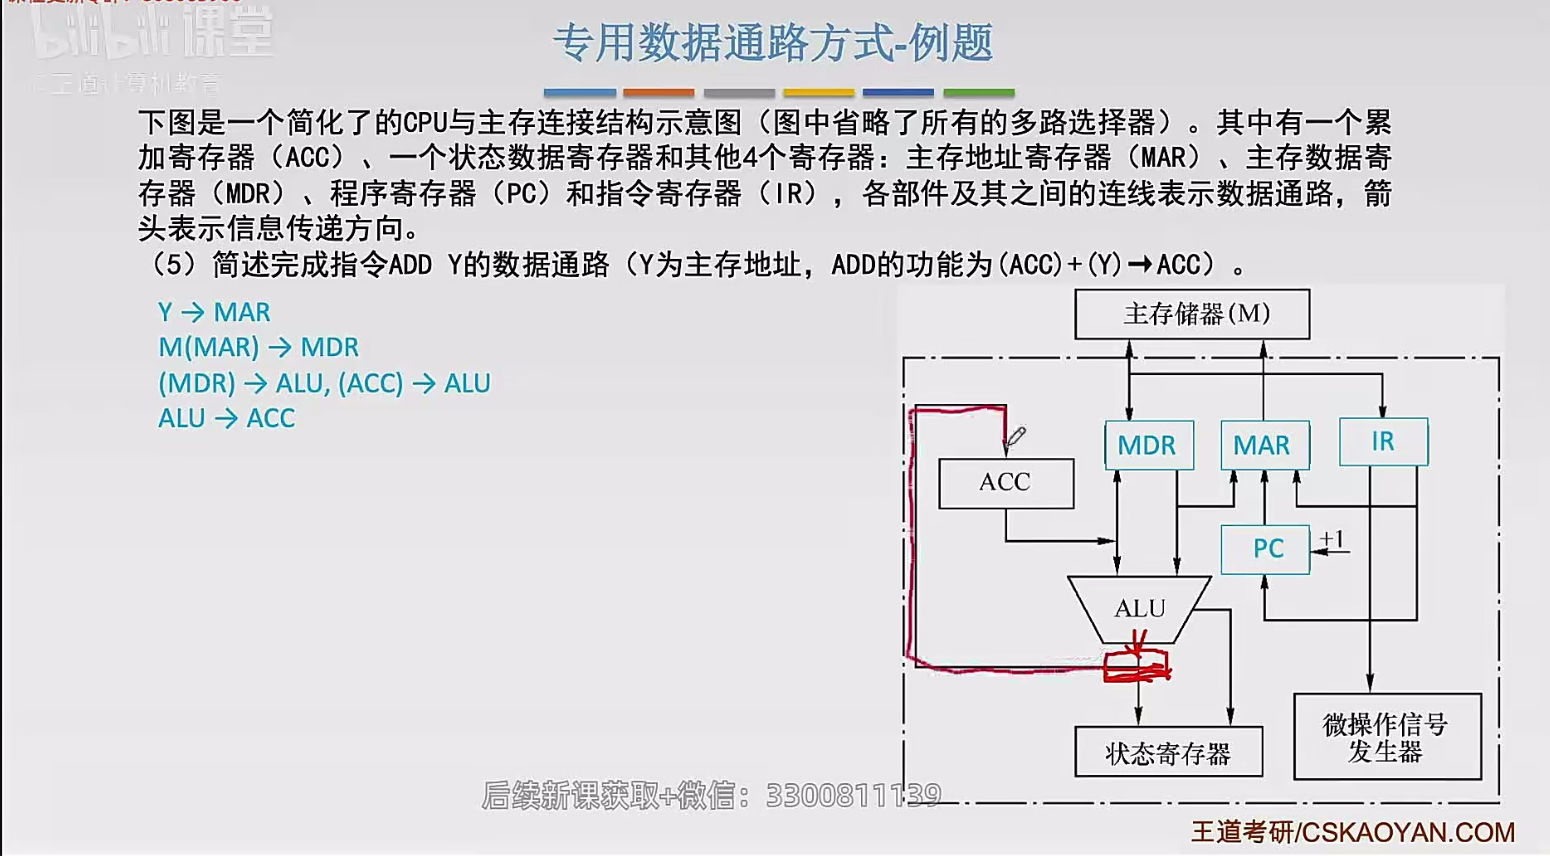 bilibili 课堂
王道计算机教育
专用数据通路方式-例题
下图是一个简化了的CPU与主存连接结构示意图（图中省略了所有的多路选择器）。其中有一个累
加寄存器（ACC）、一个状态数据寄存器和其他4个寄存器：主存地址寄存器（MAR）、主存数据寄
存器（MDR）、程序寄存器（PC）和指令寄存器（IR），各部件及其之间的连线表示数据通路，箭
头表示信息传递方向。
（5）简述完成指令ADD Y的数据通路（Y为主存地址，ADD的功能为(ACC)+(Y)→ACC）。
Y → MAR
M(MAR) → MDR
(MDR) → ALU, (ACC) → ALU
ALU → ACC
主存储器(M)
MDR
MAR
IR
ACC
PC
+1
ALU
状态寄存器
微操作信号
发生器
后续新课获取+微信：3300811139
王道考研/CSKAOYAN.COM